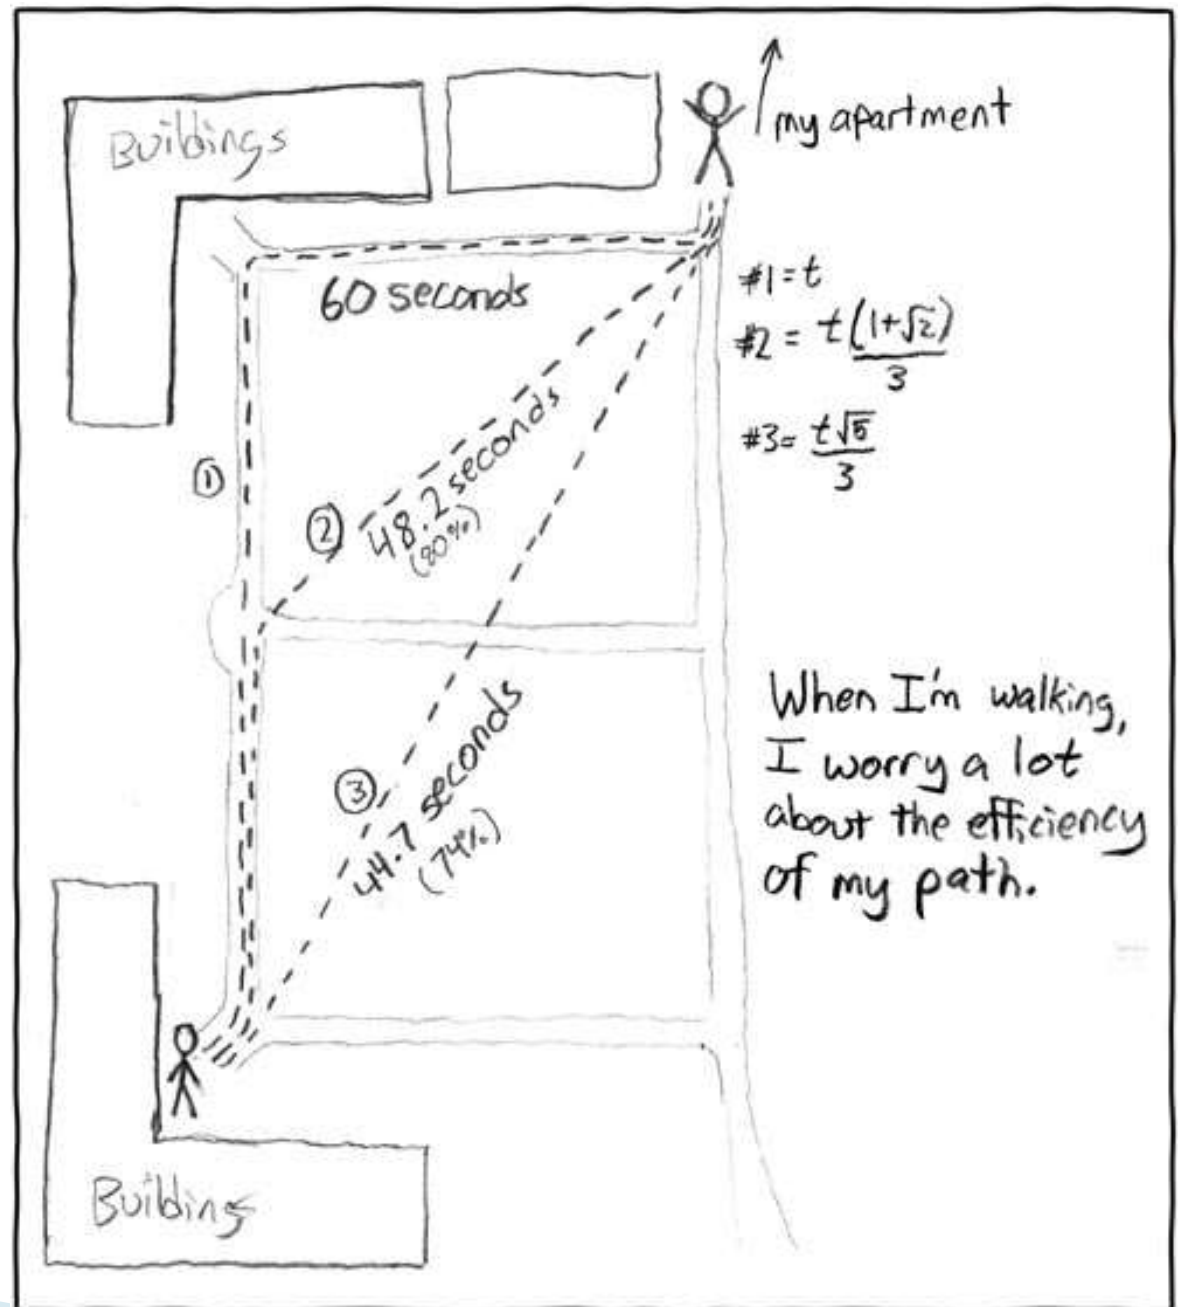 Buildings
my apartment
60 seconds
#1 = t
#2 = t(1+√2)
3
#3 = t√5
3
①
②
48.2 seconds
(80%)
③
44.7 seconds
(74%)
When I'm walking,
I worry a lot
about the efficiency
of my path.
Buildings